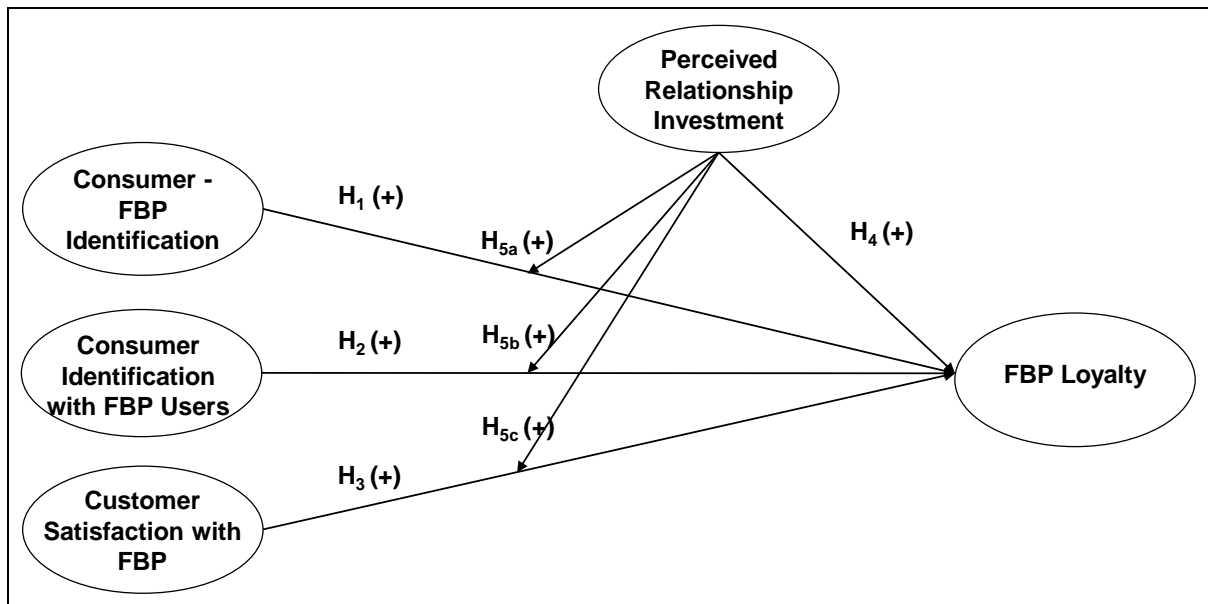 Perceived
Relationship
Investment
Consumer -
FBP
Identification
H₁ (+)
H₅ₐ (+)
H₄ (+)
Consumer
Identification
with FBP Users
H₂ (+)
H5b (+)
FBP Loyalty
H5c (+)
Customer
Satisfaction with
FBP
H₃ (+)